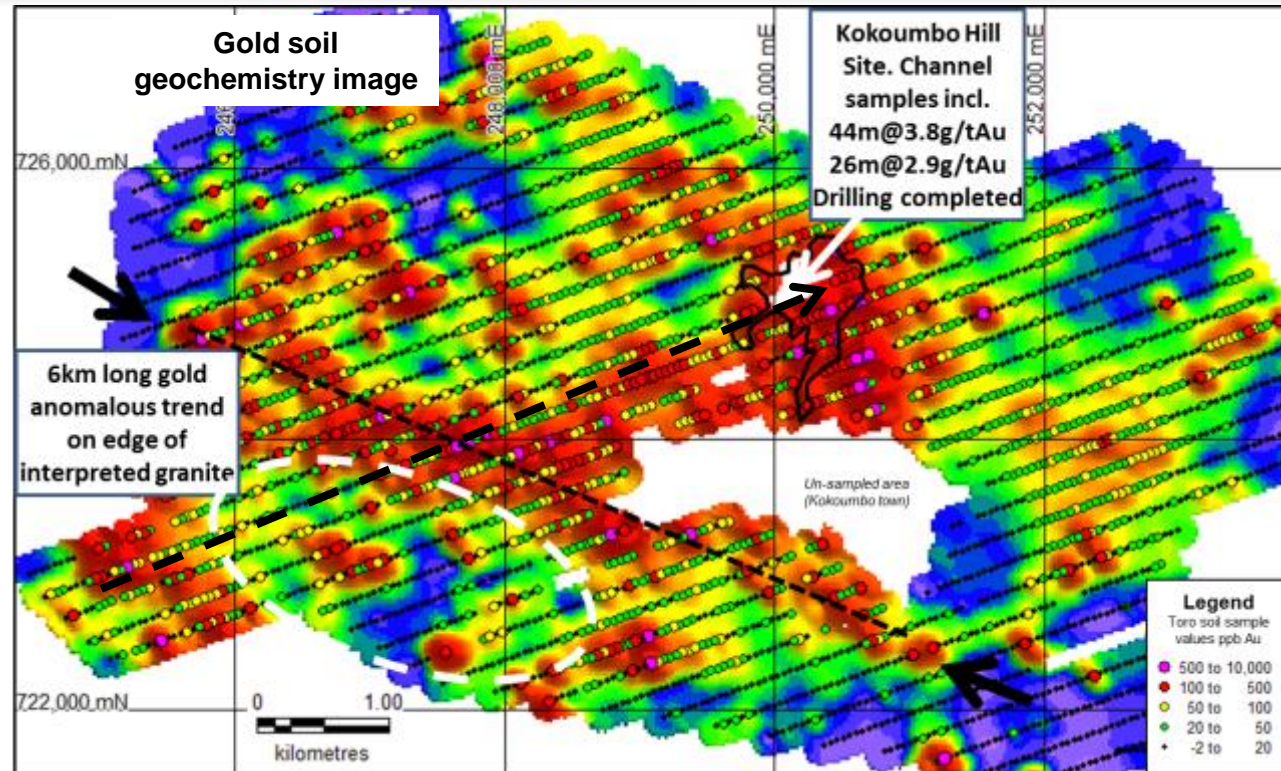 Gold soil
geochemistry image
Kokoumbo Hill
Site. Channel
samples incl.
44m@3.8g/tAu
26m@2.9g/tAu
Drilling completed
248,000 mE
250,000 mE
252,000 mE
726,000 mN
6km long gold
anomalous trend
on edge of
interpreted granite
Un-sampled area
(Kokoumbo town)
722,000 mN
0 1.00
kilometres
Legend
Toro soil sample
values ppb Au
500 to 10,000
100 to 500
50 to 100
20 to 50
-2 to 20